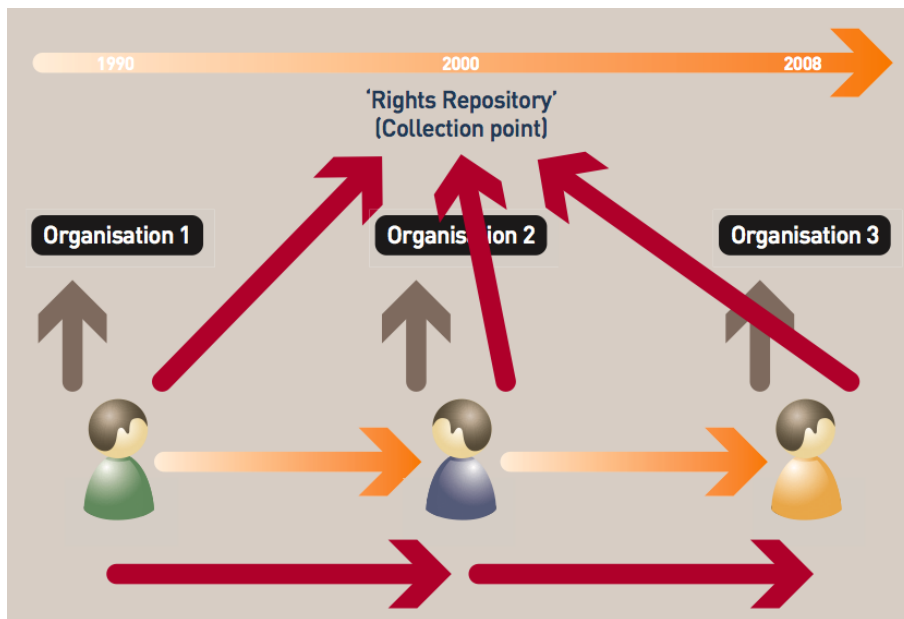 1990 2000 2008
‘Rights Repository’
(Collection point)
Organisation 1 Organisation 2 Organisation 3